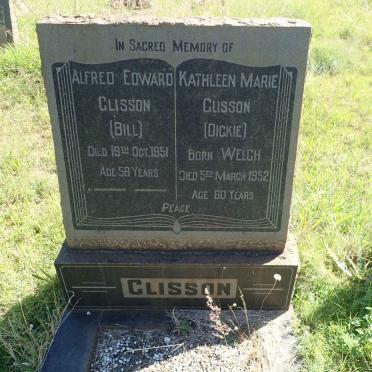 IN SACRED MEMORY OF
ALFRED EDWARD
CLISSON
(BILL)
DIED 19TH OCT. 1951
AGE 58 YEARS
KATHLEEN MARIE
CLISSON
(DICKIE)
BORN WELCH
DIED 5TH MARCH 1952
AGE 60 YEARS
PEACE
CLISSON